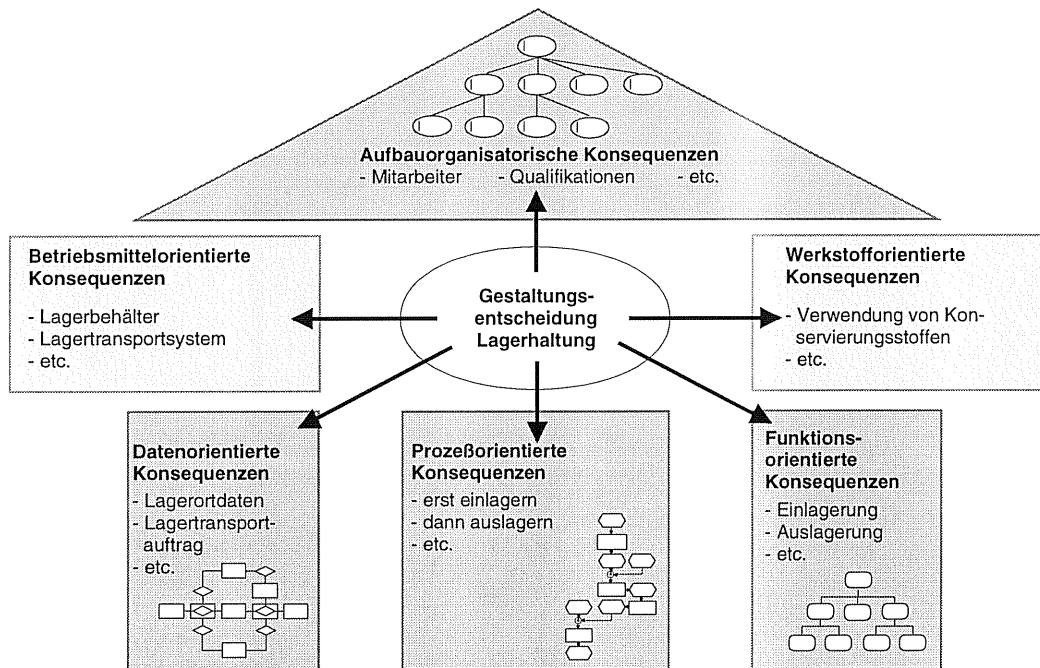 Aufbauorganisatorische Konsequenzen
- Mitarbeiter - Qualifikationen - etc.
Betriebsmittelorientierte
Konsequenzen
- Lagerbehälter
- Lagertransportsystem
- etc.
Gestaltungs-
entscheidung
Lagerhaltung
Werkstofforientierte
Konsequenzen
- Verwendung von Kon-
servierungsstoffen
- etc.
Datenorientierte
Konsequenzen
- Lagerortdaten
- Lagertransport-
auftrag
- etc.
Prozeßorientierte
Konsequenzen
- erst einlagern
- dann auslagern
- etc.
Funktions-
orientierte
Konsequenzen
- Einlagerung
- Auslagerung
- etc.